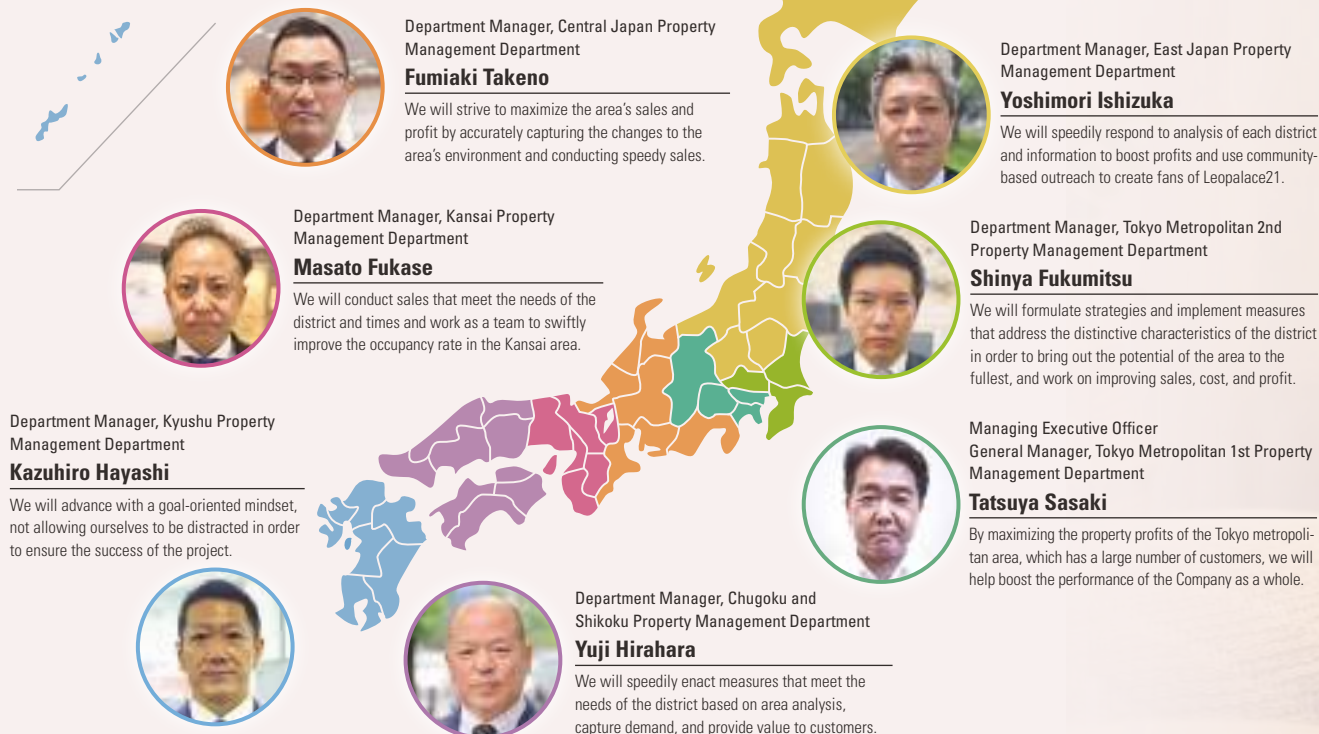 Department Manager, Central Japan Property
Management Department
Fumiaki Takeno
We will strive to maximize the area's sales and
profit by accurately capturing the changes to the
area's environment and conducting speedy sales.
Department Manager, East Japan Property
Management Department
Yoshimori Ishizuka
We will speedily respond to analysis of each district
and information to boost profits and use community-
based outreach to create fans of Leopalace21.
Department Manager, Kansai Property
Management Department
Masato Fukase
We will conduct sales that meet the needs of the
district and times and work as a team to swiftly
improve the occupancy rate in the Kansai area.
Department Manager, Tokyo Metropolitan 2nd
Property Management Department
Shinya Fukumitsu
We will formulate strategies and implement measures
that address the distinctive characteristics of the district
in order to bring out the potential of the area to the
fullest, and work on improving sales, cost, and profit.
Department Manager, Kyushu Property
Management Department
Kazuhiro Hayashi
We will advance with a goal-oriented mindset,
not allowing ourselves to be distracted in order
to ensure the success of the project.
Managing Executive Officer
General Manager, Tokyo Metropolitan 1st Property
Management Department
Tatsuya Sasaki
By maximizing the property profits of the Tokyo metropoli-
tan area, which has a large number of customers, we will
help boost the performance of the Company as a whole.
Department Manager, Chugoku and
Shikoku Property Management Department
Yuji Hirahara
We will speedily enact measures that meet the
needs of the district based on area analysis,
capture demand, and provide value to customers.